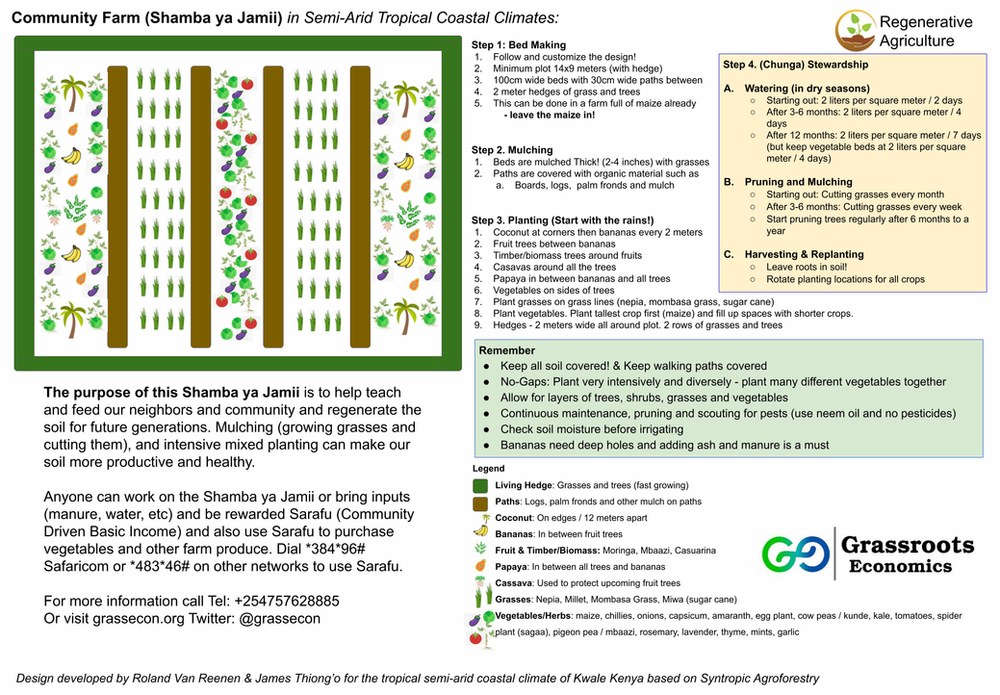 Community Farm (Shamba ya Jamii) in Semi-Arid Tropical Coastal Climates:
Regenerative
Agriculture
Step 1: Bed Making
1. Follow and customize the design!
2. Minimum plot 14x9 meters (with hedge)
3. 100cm wide beds with 30cm wide paths between
4. 2 meter hedges of grass and trees
5. This can be done in a farm full of maize already
- leave the maize in!
Step 2. Mulching
1. Beds are mulched Thick! (2-4 inches) with grasses
2. Paths are covered with organic material such as
a. Boards, logs, palm fronds and mulch
Step 3. Planting (Start with the rains!)
1. Coconut at corners then bananas every 2 meters
2. Fruit trees between bananas
3. Timber/biomass trees around fruits
4. Casavas around all the trees
5. Papaya in between bananas and all trees
6. Vegetables on sides of trees
7. Plant grasses on grass lines (nepia, mombasa grass, sugar cane)
8. Plant vegetables. Plant tallest crop first (maize) and fill up spaces with shorter crops.
9. Hedges - 2 meters wide all around plot. 2 rows of grasses and trees
Step 4. (Chunga) Stewardship
A. Watering (in dry seasons)
○ Starting out: 2 liters per square meter / 2 days
○ After 3-6 months: 2 liters per square meter / 4
days
○ After 12 months: 2 liters per square meter / 7 days
(but keep vegetable beds at 2 liters per square
meter / 4 days)
B. Pruning and Mulching
○ Starting out: Cutting grasses every month
○ After 3-6 months: Cutting grasses every week
○ Start pruning trees regularly after 6 months to a
year
C. Harvesting & Replanting
○ Leave roots in soil!
○ Rotate planting locations for all crops
Remember
● Keep all soil covered! & Keep walking paths covered
● No-Gaps: Plant very intensively and diversely - plant many different vegetables together
● Allow for layers of trees, shrubs, grasses and vegetables
● Continuous maintenance, pruning and scouting for pests (use neem oil and no pesticides)
● Check soil moisture before irrigating
● Bananas need deep holes and adding ash and manure is a must
The purpose of this Shamba ya Jamii is to help teach
and feed our neighbors and community and regenerate the
soil for future generations. Mulching (growing grasses and
cutting them), and intensive mixed planting can make our
soil more productive and healthy.
Anyone can work on the Shamba ya Jamii or bring inputs
(manure, water, etc) and be rewarded Sarafu (Community
Driven Basic Income) and also use Sarafu to purchase
vegetables and other farm produce. Dial *384*96#
Safaricom or *483*46# on other networks to use Sarafu.
For more information call Tel: +254757628885
Or visit grassecon.org Twitter: @grassecon
Legend
Living Hedge: Grasses and trees (fast growing)
Paths: Logs, palm fronds and other mulch on paths
Coconut: On edges / 12 meters apart
Bananas: In between fruit trees
Fruit & Timber/Biomass: Moringa, Mbaazi, Casuarina
Papaya: In between all trees and bananas
Cassava: Used to protect upcoming fruit trees
Grasses: Nepia, Millet, Mombasa Grass, Miwa (sugar cane)
Vegetables/Herbs: maize, chillies, onions, capsicum, amaranth, egg plant, cow peas / kunde, kale, tomatoes, spider
plant (sagaa), pigeon pea / mbaazi, rosemary, lavender, thyme, mints, garlic
Grassroots
Economics
Design developed by Roland Van Reenen & James Thiong'o for the tropical semi-arid coastal climate of Kwale Kenya based on Syntropic Agroforestry